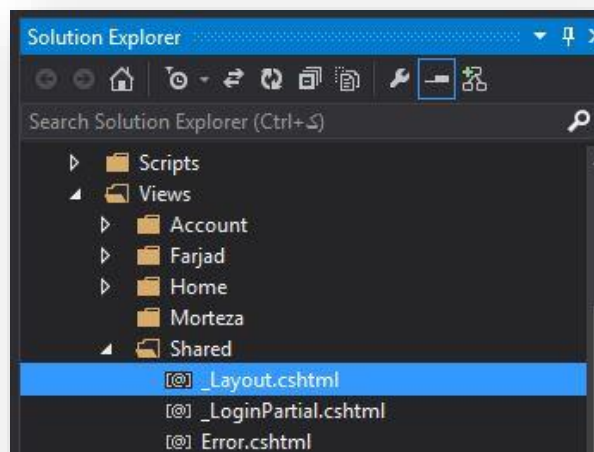 Solution Explorer
Search Solution Explorer (Ctrl+ک)
Scripts
Views
Account
Farjad
Home
Morteza
Shared
[@] _Layout.cshtml
[@] _LoginPartial.cshtml
[@] Error.cshtml